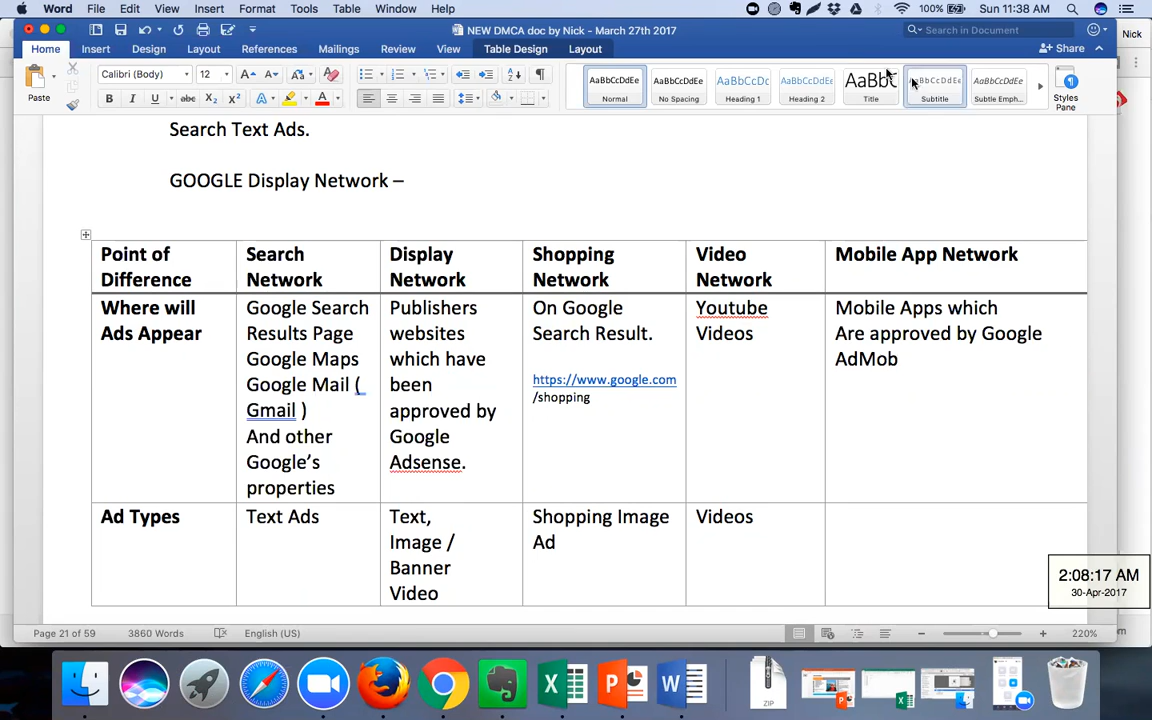 Word File Edit View Insert Format Tools Table Window Help 100% Sun 11:38 AM
NEW DMCA doc by Nick - March 27th 2017 Search in Document
Nick
Home Insert Design Layout References Mailings Review View Table Design Layout Share
Calibri (Body) 12 AaBbCcDdEe AaBbCcDdEe AaBbCcDc AaBbCcDdEe AaBbC AaBbCcDdEe AaBbCcDdEe
Paste B I U abc X₂ X² A A Normal No Spacing Heading 1 Heading 2 Title Subtitle Subtle Emph... Styles Pane
Search Text Ads.
GOOGLE Display Network –
Point of Difference
Search Network
Display Network
Shopping Network
Video Network
Mobile App Network
Where will
Ads Appear
Google Search
Results Page
Google Maps
Google Mail (
Gmail )
And other
Google's
properties
Publishers
websites
which have
been
approved by
Google
Adsense.
On Google
Search Result.
https://www.google.com
/shopping
Youtube
Videos
Mobile Apps which
Are approved by Google
AdMob
Ad Types
Text Ads
Text,
Image /
Banner
Video
Shopping Image
Ad
Videos
2:08:17 AM
30-Apr-2017
Page 21 of 59 3860 Words English (US) 220%
ZIP